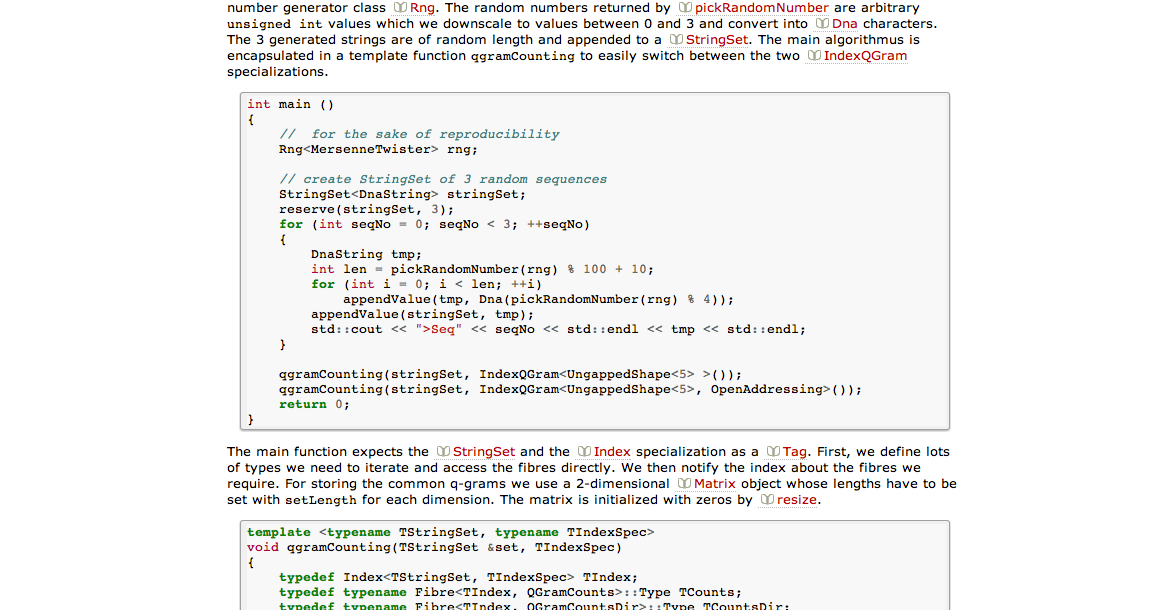 number generator class Rng. The random numbers returned by pickRandomNumber are arbitrary
unsigned int values which we downscale to values between 0 and 3 and convert into Dna characters.
The 3 generated strings are of random length and appended to a StringSet. The main algorithmus is
encapsulated in a template function qgramCounting to easily switch between the two IndexQGram
specializations.
int main ()
{
    //  for the sake of reproducibility
    Rng<MersenneTwister> rng;

    // create StringSet of 3 random sequences
    StringSet<DnaString> stringSet;
    reserve(stringSet, 3);
    for (int seqNo = 0; seqNo < 3; ++seqNo)
    {
        DnaString tmp;
        int len = pickRandomNumber(rng) % 100 + 10;
        for (int i = 0; i < len; ++i)
            appendValue(tmp, Dna(pickRandomNumber(rng) % 4));
        appendValue(stringSet, tmp);
        std::cout << ">Seq" << seqNo << std::endl << tmp << std::endl;
    }

    qgramCounting(stringSet, IndexQGram<UngappedShape<5> >());
    qgramCounting(stringSet, IndexQGram<UngappedShape<5>, OpenAddressing>());
    return 0;
}
The main function expects the StringSet and the Index specialization as a Tag. First, we define lots
of types we need to iterate and access the fibres directly. We then notify the index about the fibres we
require. For storing the common q-grams we use a 2-dimensional Matrix object whose lengths have to be
set with setLength for each dimension. The matrix is initialized with zeros by resize.
template <typename TStringSet, typename TIndexSpec>
void qgramCounting(TStringSet &set, TIndexSpec)
{
    typedef Index<TStringSet, TIndexSpec> TIndex;
    typedef typename Fibre<TIndex, QGramCounts>::Type TCounts;
    typedef typename Fibre<TIndex, QGramCountsDir>::Type TCountsDir;